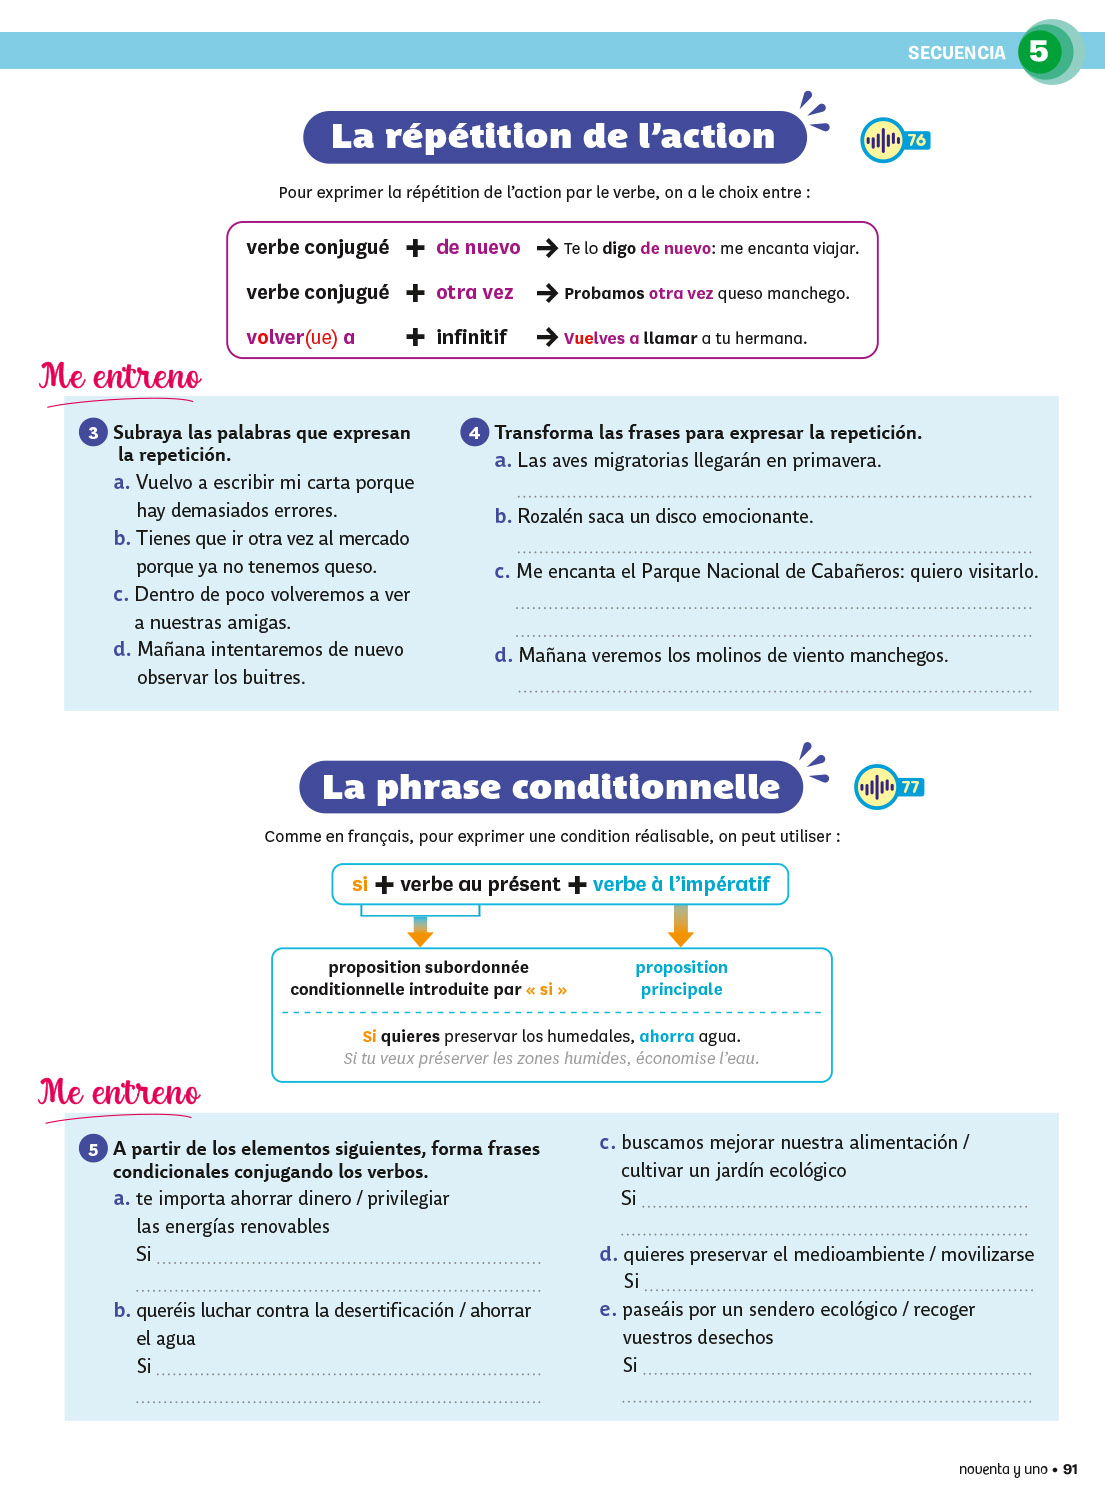 SECUENCIA 5
La répétition de l'action
76
Pour exprimer la répétition de l'action par le verbe, on a le choix entre :
verbe conjugué + de nuevo → Te lo digo de nuevo: me encanta viajar.
verbe conjugué + otra vez → Probamos otra vez queso manchego.
volver(ue) a + infinitif → Vuelves a llamar a tu hermana.
Me entreno
3 Subraya las palabras que expresan
la repetición.
a. Vuelvo a escribir mi carta porque
hay demasiados errores.
b. Tienes que ir otra vez al mercado
porque ya no tenemos queso.
c. Dentro de poco volveremos a ver
a nuestras amigas.
d. Mañana intentaremos de nuevo
observar los buitres.
4 Transforma las frases para expresar la repetición.
a. Las aves migratorias llegarán en primavera.
b. Rozalén saca un disco emocionante.
c. Me encanta el Parque Nacional de Cabañeros: quiero visitarlo.
d. Mañana veremos los molinos de viento manchegos.
La phrase conditionnelle
77
Comme en français, pour exprimer une condition réalisable, on peut utiliser :
si + verbe au présent + verbe à l'impératif
proposition subordonnée
conditionnelle introduite par « si »
proposition
principale
Si quieres preservar los humedales, ahorra agua.
Si tu veux préserver les zones humides, économise l'eau.
Me entreno
5 A partir de los elementos siguientes, forma frases
condicionales conjugando los verbos.
a. te importa ahorrar dinero / privilegiar
las energías renovables
Si
b. queréis luchar contra la desertificación / ahorrar
el agua
Si
c. buscamos mejorar nuestra alimentación /
cultivar un jardín ecológico
Si
d. quieres preservar el medioambiente / movilizarse
Si
e. paseáis por un sendero ecológico / recoger
vuestros desechos
Si
noventa y uno • 91